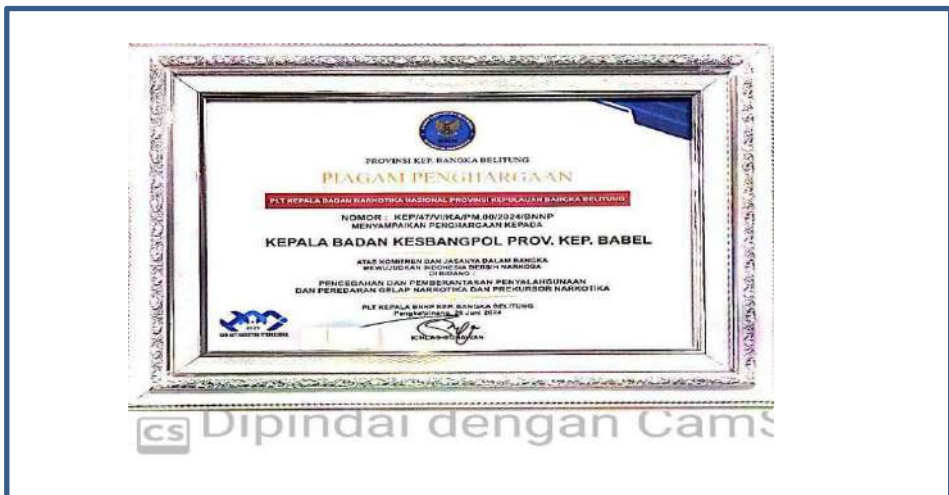 PROVINSI KEP. BANGKA BELITUNG
PIAGAM PENGHARGAAN
PLT KEPALA BADAN NARKOTIKA NASIONAL PROVINSI KEPULAUAN BANGKA BELITUNG
NOMOR : KEP/47/VI/KA/PM.00/2024/BNNP
MENYAMPAIKAN PENGHARGAAN KEPADA
KEPALA BADAN KESBANGPOL PROV. KEP. BABEL
ATAS KOMITMEN DAN JASANYA DALAM RANGKA
MEWUJUDKAN INDONESIA BERSIH NARKOBA
DI BIDANG :
PENCEGAHAN DAN PEMBERANTASAN PENYALAHGUNAAN
DAN PEREDARAN GELAP NARKOTIKA DAN PREKURSOR NARKOTIKA
PLT KEPALA BNNP KEP. BANGKA BELITUNG
Pangkalpinang, Juni 2024
CS Dipindai dengan CamS